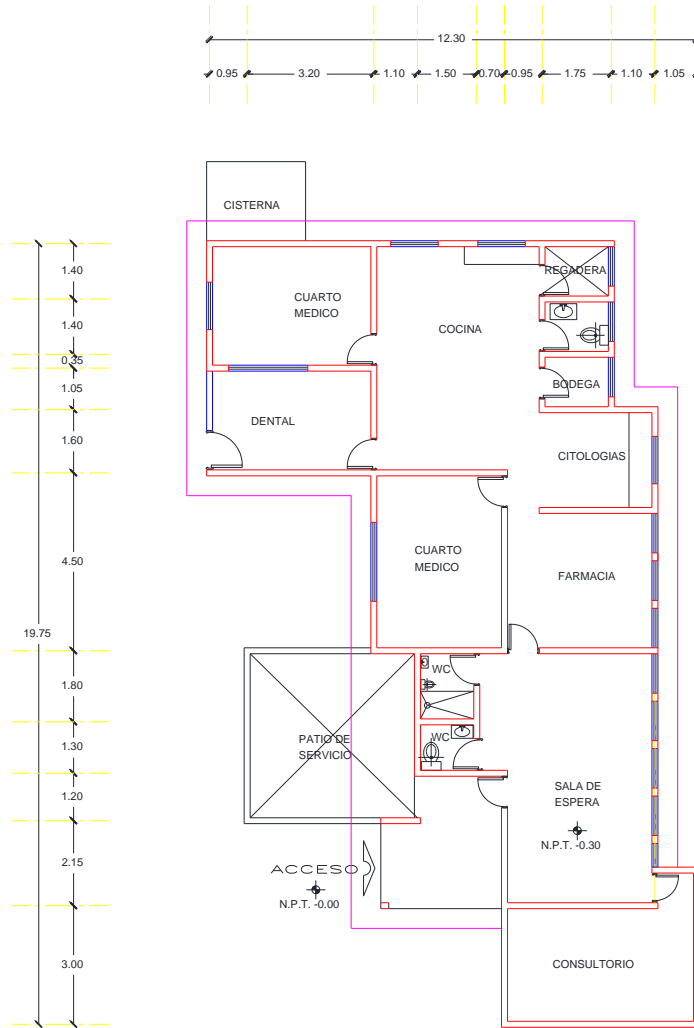 12.30
0.95 3.20 1.10 1.50 0.70 0.95 1.75 1.10 1.05
CISTERNA
1.40
REGADERA
CUARTO
MEDICO
COCINA
1.40
0.35
1.05
BODEGA
DENTAL
1.60
CITOLOGIAS
4.50
CUARTO
MEDICO
FARMACIA
19.75
WC
1.80
WC
PATIO DE
SERVICIO
1.30
1.20
SALA DE
ESPERA
N.P.T. -0.30
2.15
ACCESO
N.P.T. -0.00
3.00
CONSULTORIO